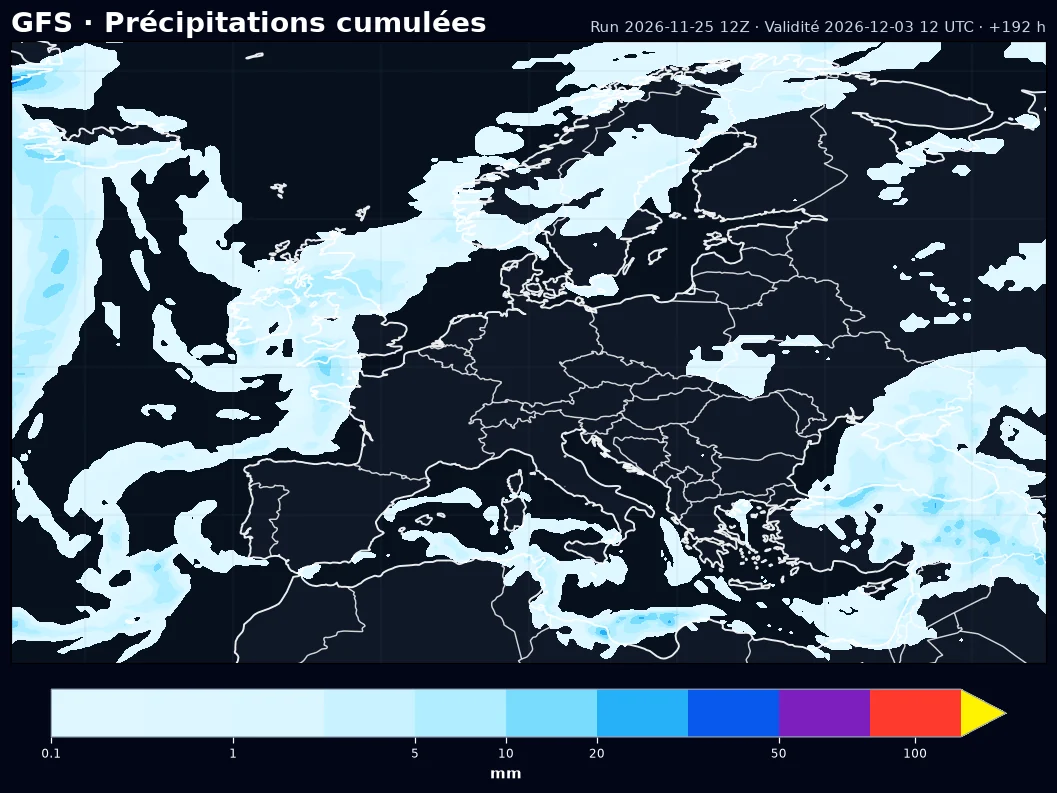 GFS · Précipitations cumulées
Run 2026-11-25 12Z · Validité 2026-12-03 12 UTC · +192 h
0.1 1 5 10 20 50 100
mm